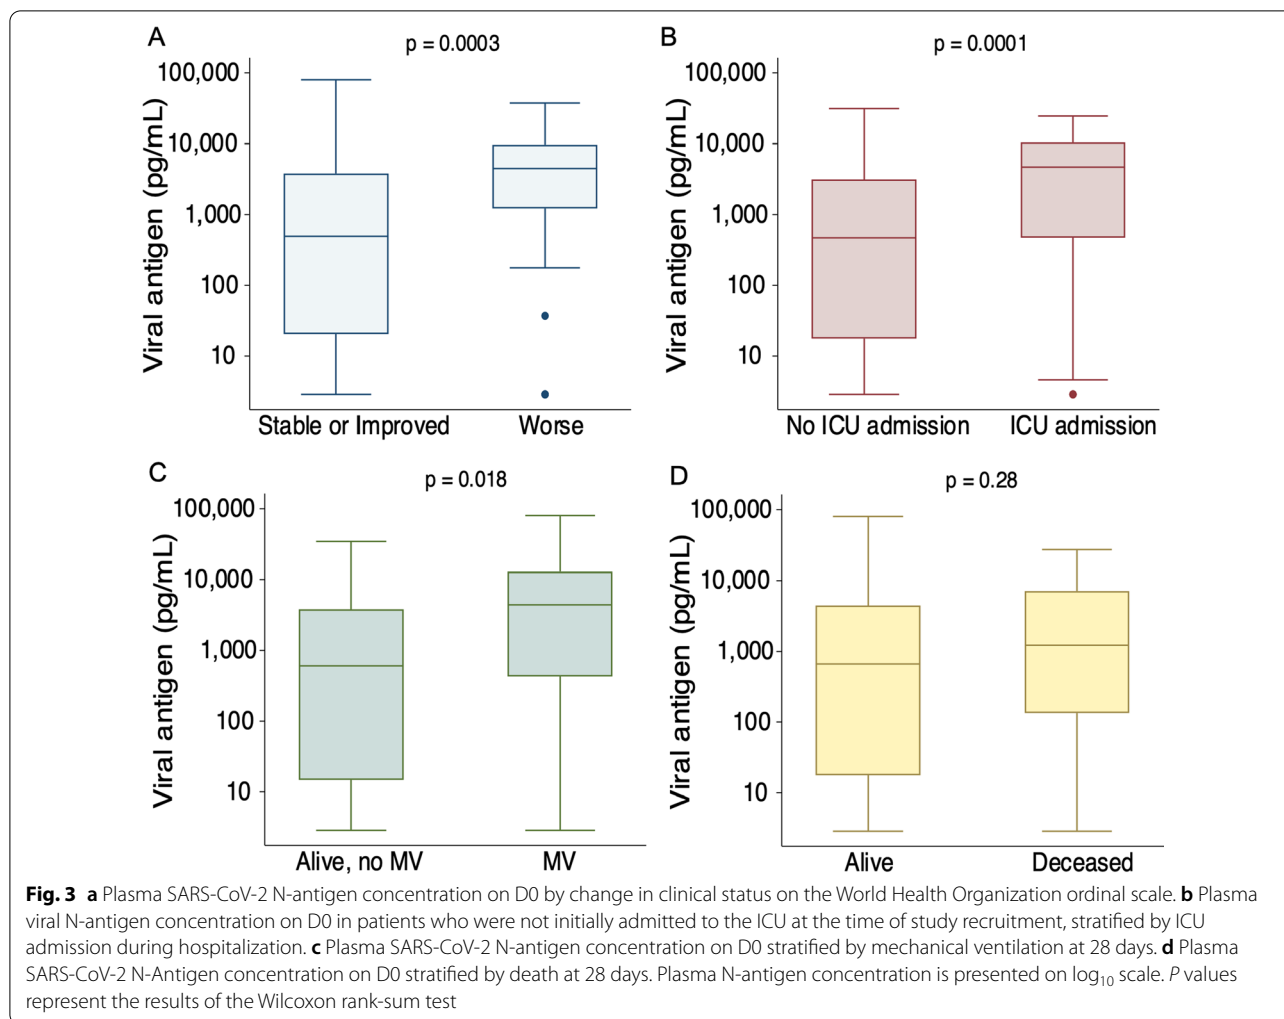 A
p = 0.0003
Viral antigen (pg/mL)
100,000
10,000
1,000
100
10
Stable or Improved
Worse
B
p = 0.0001
Viral antigen (pg/mL)
100,000
10,000
1,000
100
10
No ICU admission
ICU admission
C
p = 0.018
Viral antigen (pg/mL)
100,000
10,000
1,000
100
10
Alive, no MV
MV
D
p = 0.28
Viral antigen (pg/mL)
100,000
10,000
1,000
100
10
Alive
Deceased
Fig. 3 a Plasma SARS-CoV-2 N-antigen concentration on D0 by change in clinical status on the World Health Organization ordinal scale. b Plasma
viral N-antigen concentration on D0 in patients who were not initially admitted to the ICU at the time of study recruitment, stratified by ICU
admission during hospitalization. c Plasma SARS-CoV-2 N-antigen concentration on D0 stratified by mechanical ventilation at 28 days. d Plasma
SARS-CoV-2 N-Antigen concentration on D0 stratified by death at 28 days. Plasma N-antigen concentration is presented on log10 scale. P values
represent the results of the Wilcoxon rank-sum test